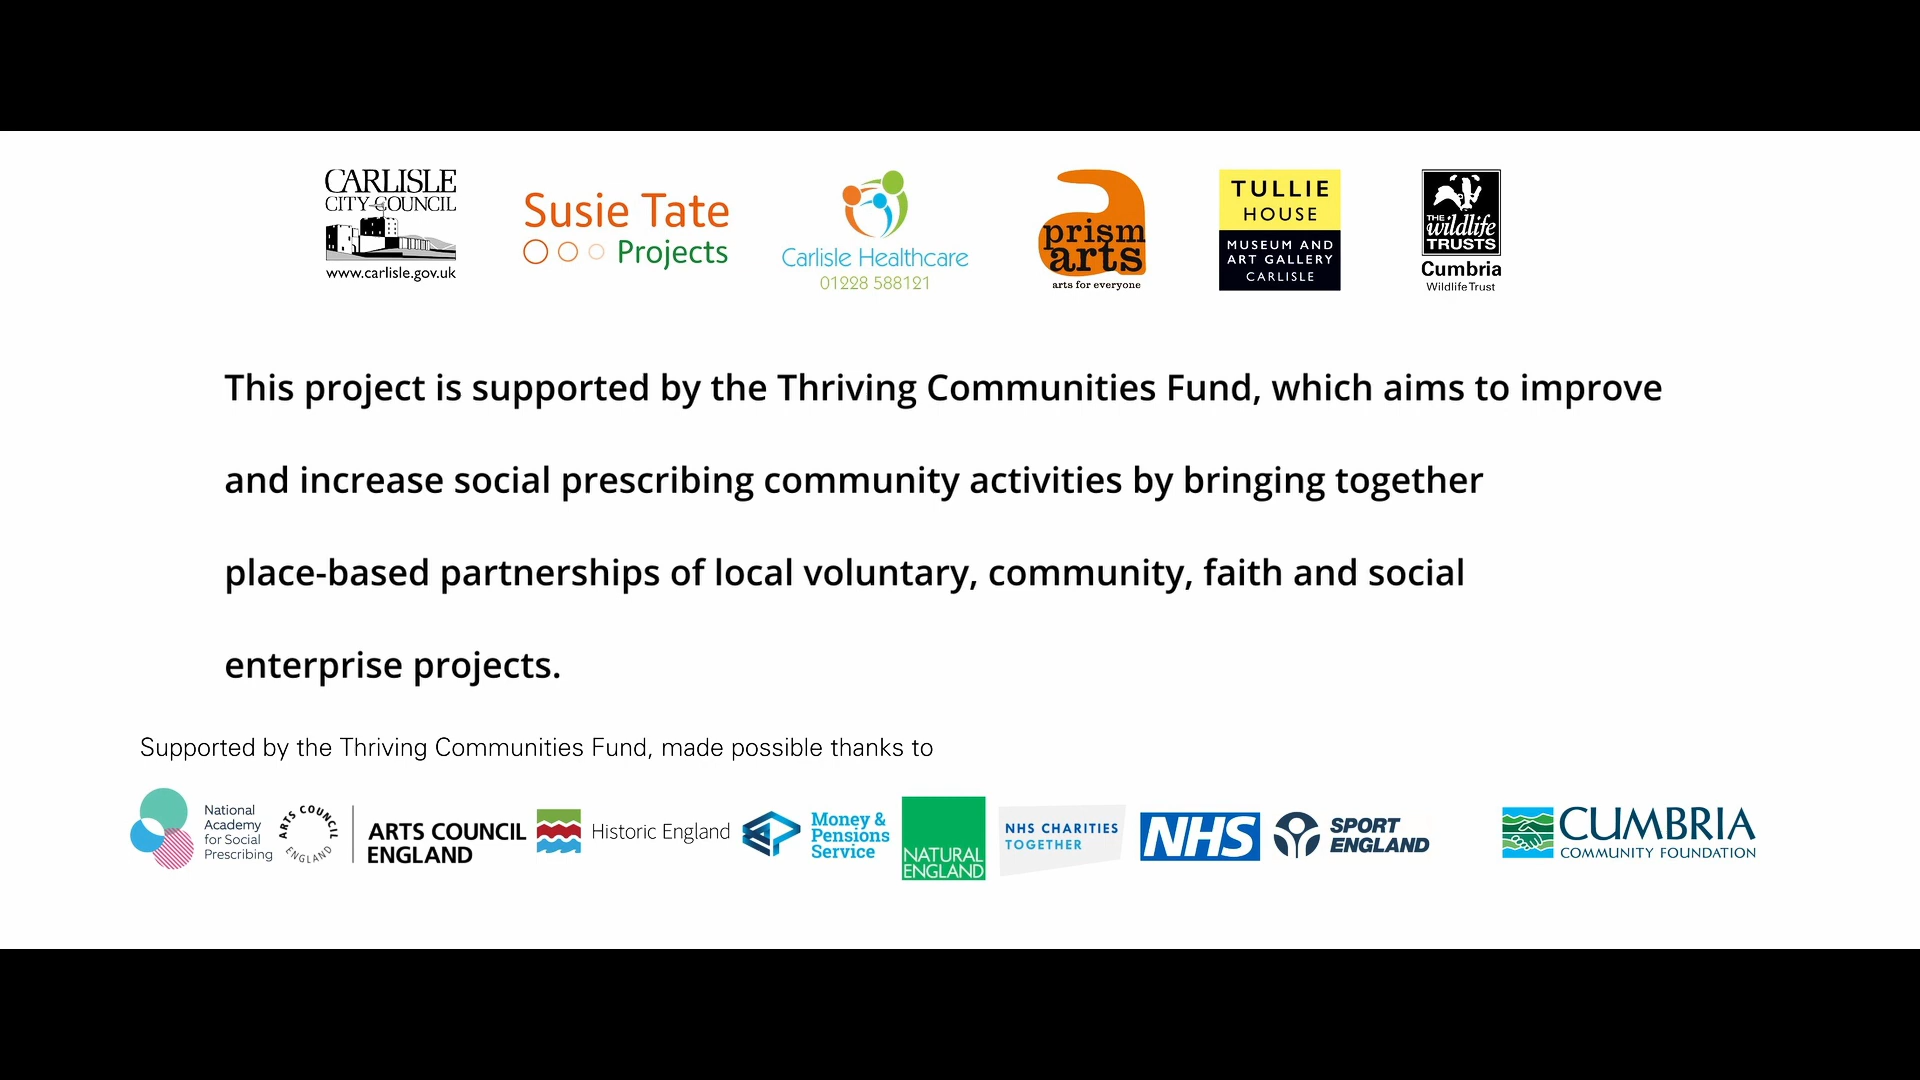 CARLISLE
CITY COUNCIL
www.carlisle.gov.uk
Susie Tate
Projects
Carlisle Healthcare
01228 588121
prism
arts
arts for everyone
TULLIE
HOUSE
MUSEUM AND
ART GALLERY
CARLISLE
THE
wildlife
TRUSTS
Cumbria
Wildlife Trust
This project is supported by the Thriving Communities Fund, which aims to improve
and increase social prescribing community activities by bringing together
place-based partnerships of local voluntary, community, faith and social
enterprise projects.
Supported by the Thriving Communities Fund, made possible thanks to
National
Academy
for Social
Prescribing
ARTS COUNCIL
ENGLAND
ARTS COUNCIL
ENGLAND
Historic England
Money &
Pensions
Service
NATURAL
ENGLAND
NHS CHARITIES
TOGETHER
NHS
SPORT
ENGLAND
CUMBRIA
COMMUNITY FOUNDATION